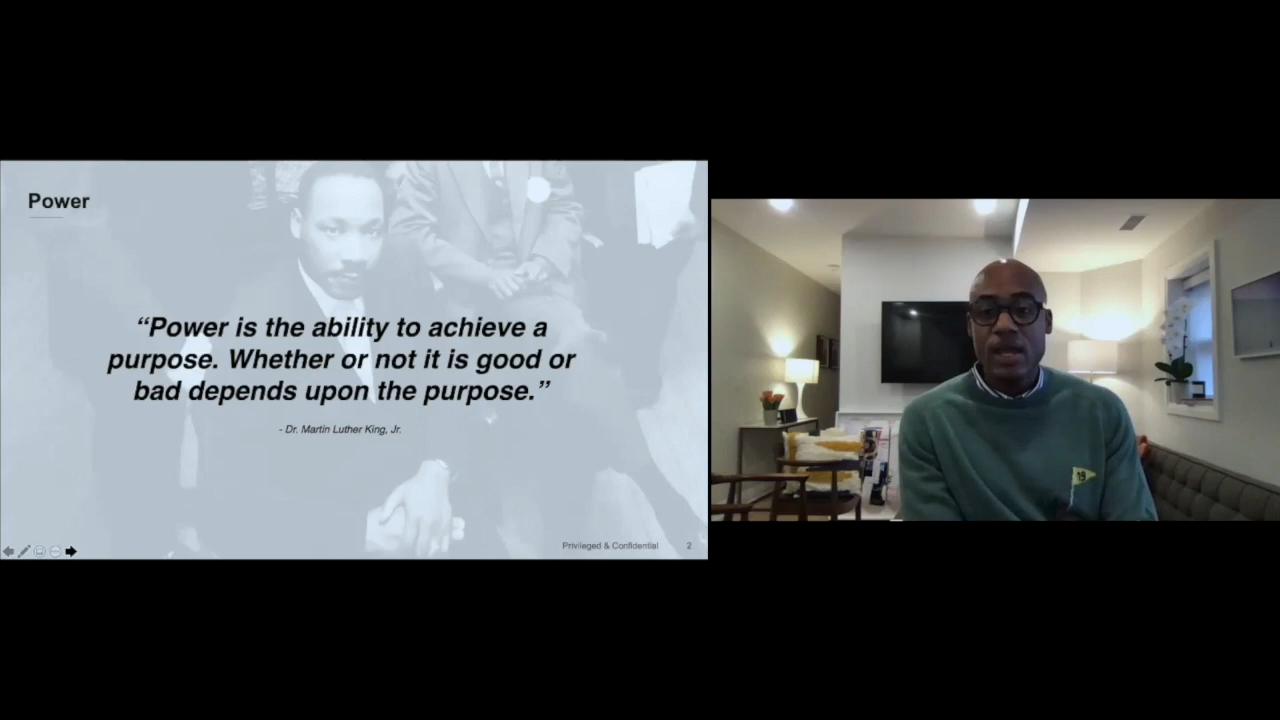 Power
“Power is the ability to achieve a
purpose. Whether or not it is good or
bad depends upon the purpose.”
- Dr. Martin Luther King, Jr.
Privileged & Confidential 2
19